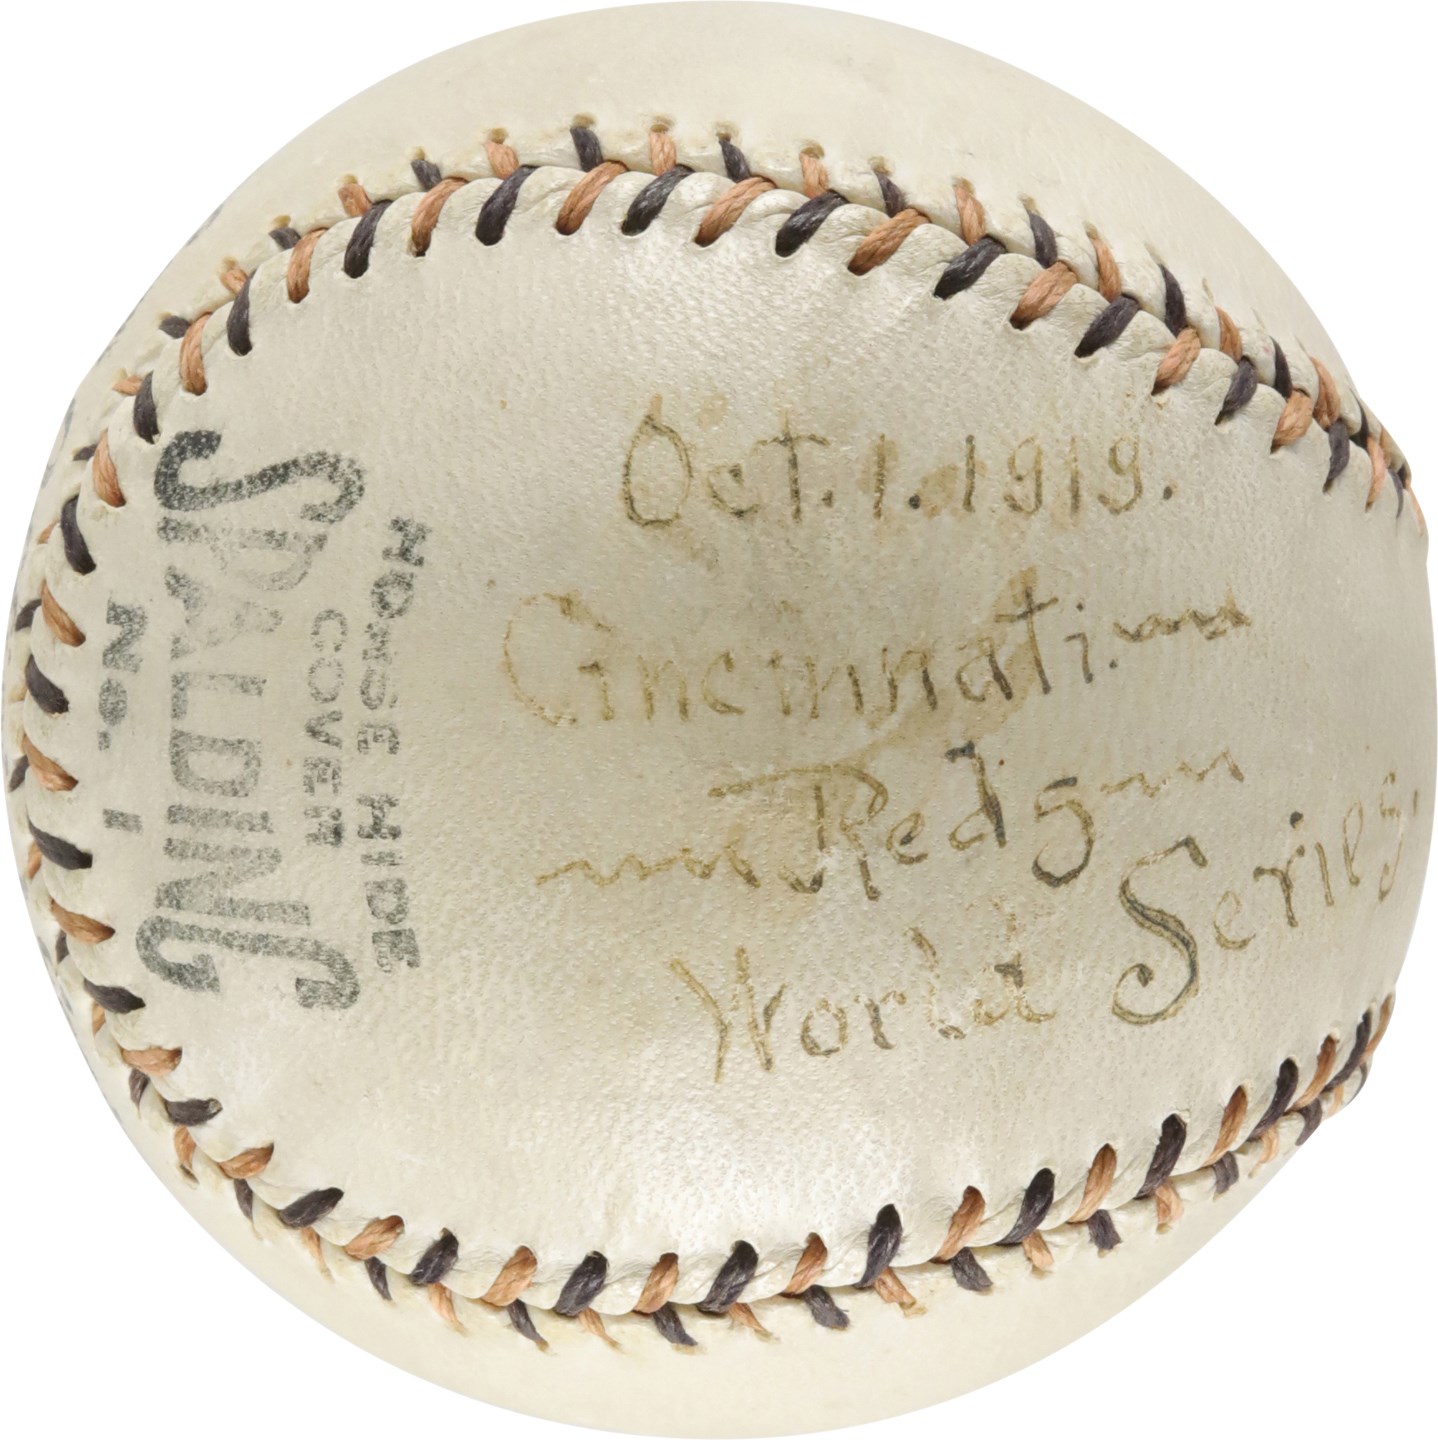 Oct. 1. 1919.
Cincinnati.
Reds
World Series.
HORSE HIDE
COVER
SPALDING
No. 1